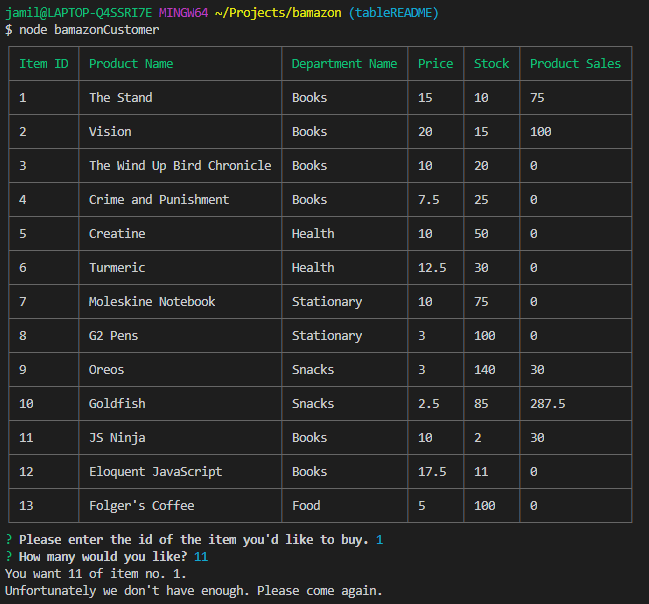 jamil@LAPTOP-Q4SSRI7E MINGW64 ~/Projects/bamazon (tableREADME)
$ node bamazonCustomer
Item ID Product Name Department Name Price Stock Product Sales
1 The Stand Books 15 10 75
2 Vision Books 20 15 100
3 The Wind Up Bird Chronicle Books 10 20 0
4 Crime and Punishment Books 7.5 25 0
5 Creatine Health 10 50 0
6 Turmeric Health 12.5 30 0
7 Moleskine Notebook Stationary 10 75 0
8 G2 Pens Stationary 3 100 0
9 Oreos Snacks 3 140 30
10 Goldfish Snacks 2.5 85 287.5
11 JS Ninja Books 10 2 30
12 Eloquent JavaScript Books 17.5 11 0
13 Folger's Coffee Food 5 100 0
? Please enter the id of the item you'd like to buy. 1
? How many would you like? 11
You want 11 of item no. 1.
Unfortunately we don't have enough. Please come again.